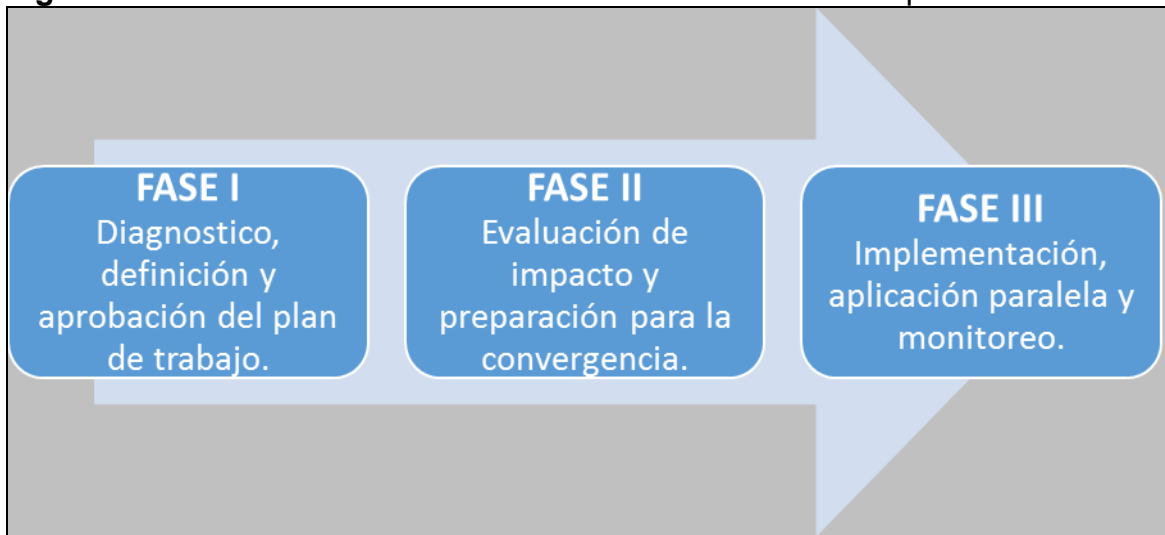 FASE I
Diagnostico,
definición y
aprobación del plan
de trabajo.
FASE II
Evaluación de
impacto y
preparación para la
convergencia.
FASE III
Implementación,
aplicación paralela y
monitoreo.